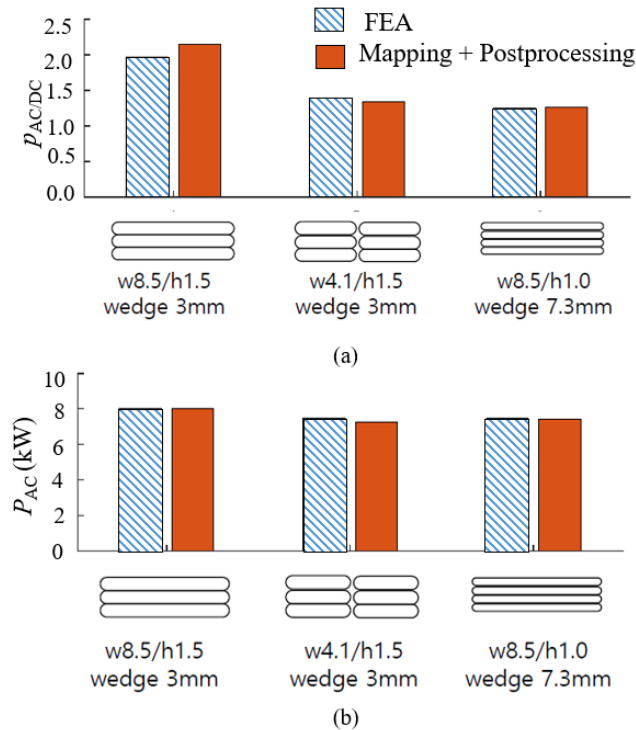 2.5
2.0
1.5
1.0
0.5
0.0
pAC/DC
FEA
Mapping + Postprocessing
w8.5/h1.5
wedge 3mm
w4.1/h1.5
wedge 3mm
w8.5/h1.0
wedge 7.3mm
(a)
10
8
6
4
2
0
PAC (kW)
w8.5/h1.5
wedge 3mm
w4.1/h1.5
wedge 3mm
w8.5/h1.0
wedge 7.3mm
(b)